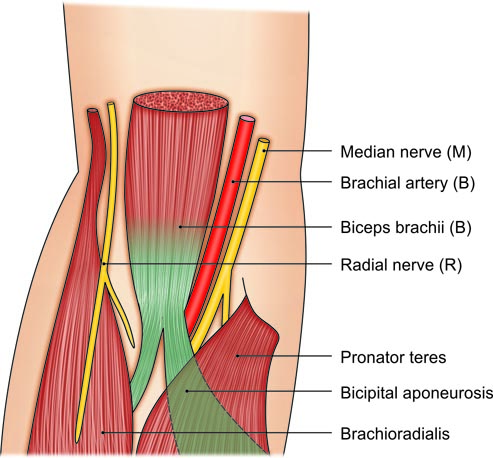 Median nerve (M)
Brachial artery (B)
Biceps brachii (B)
Radial nerve (R)
Pronator teres
Bicipital aponeurosis
Brachioradialis